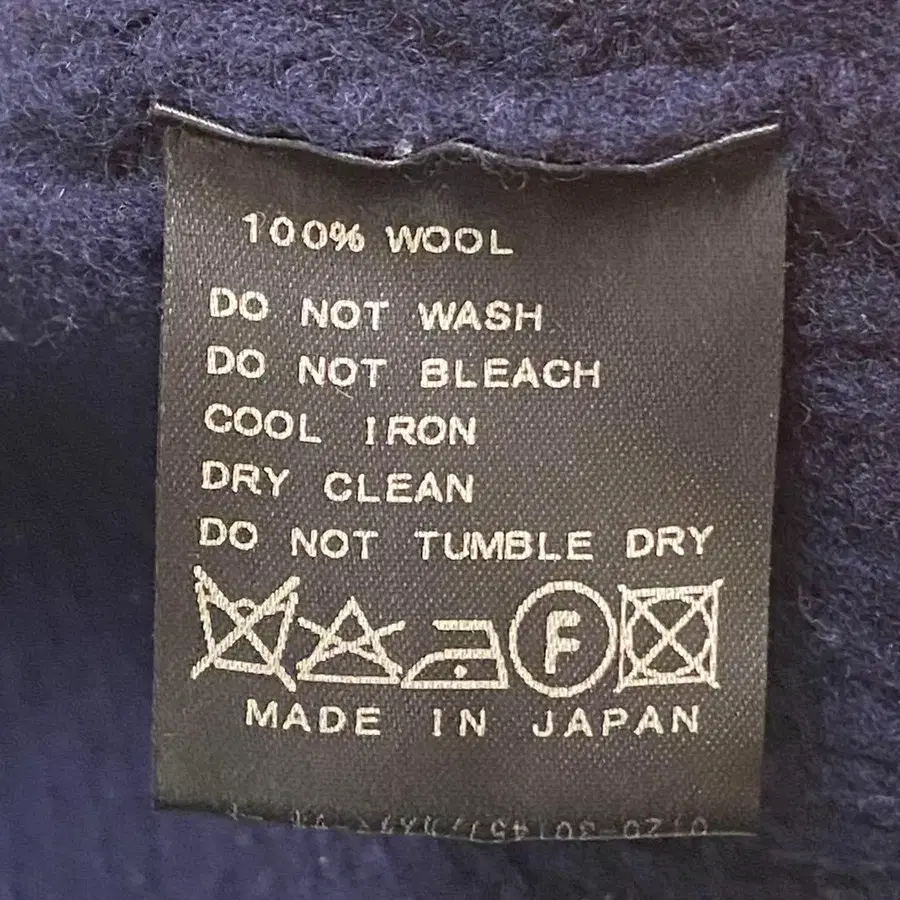 100% WOOL
DO NOT WASH
DO NOT BLEACH
COOL IRON
DRY CLEAN
DO NOT TUMBLE DRY
F
MADE IN JAPAN